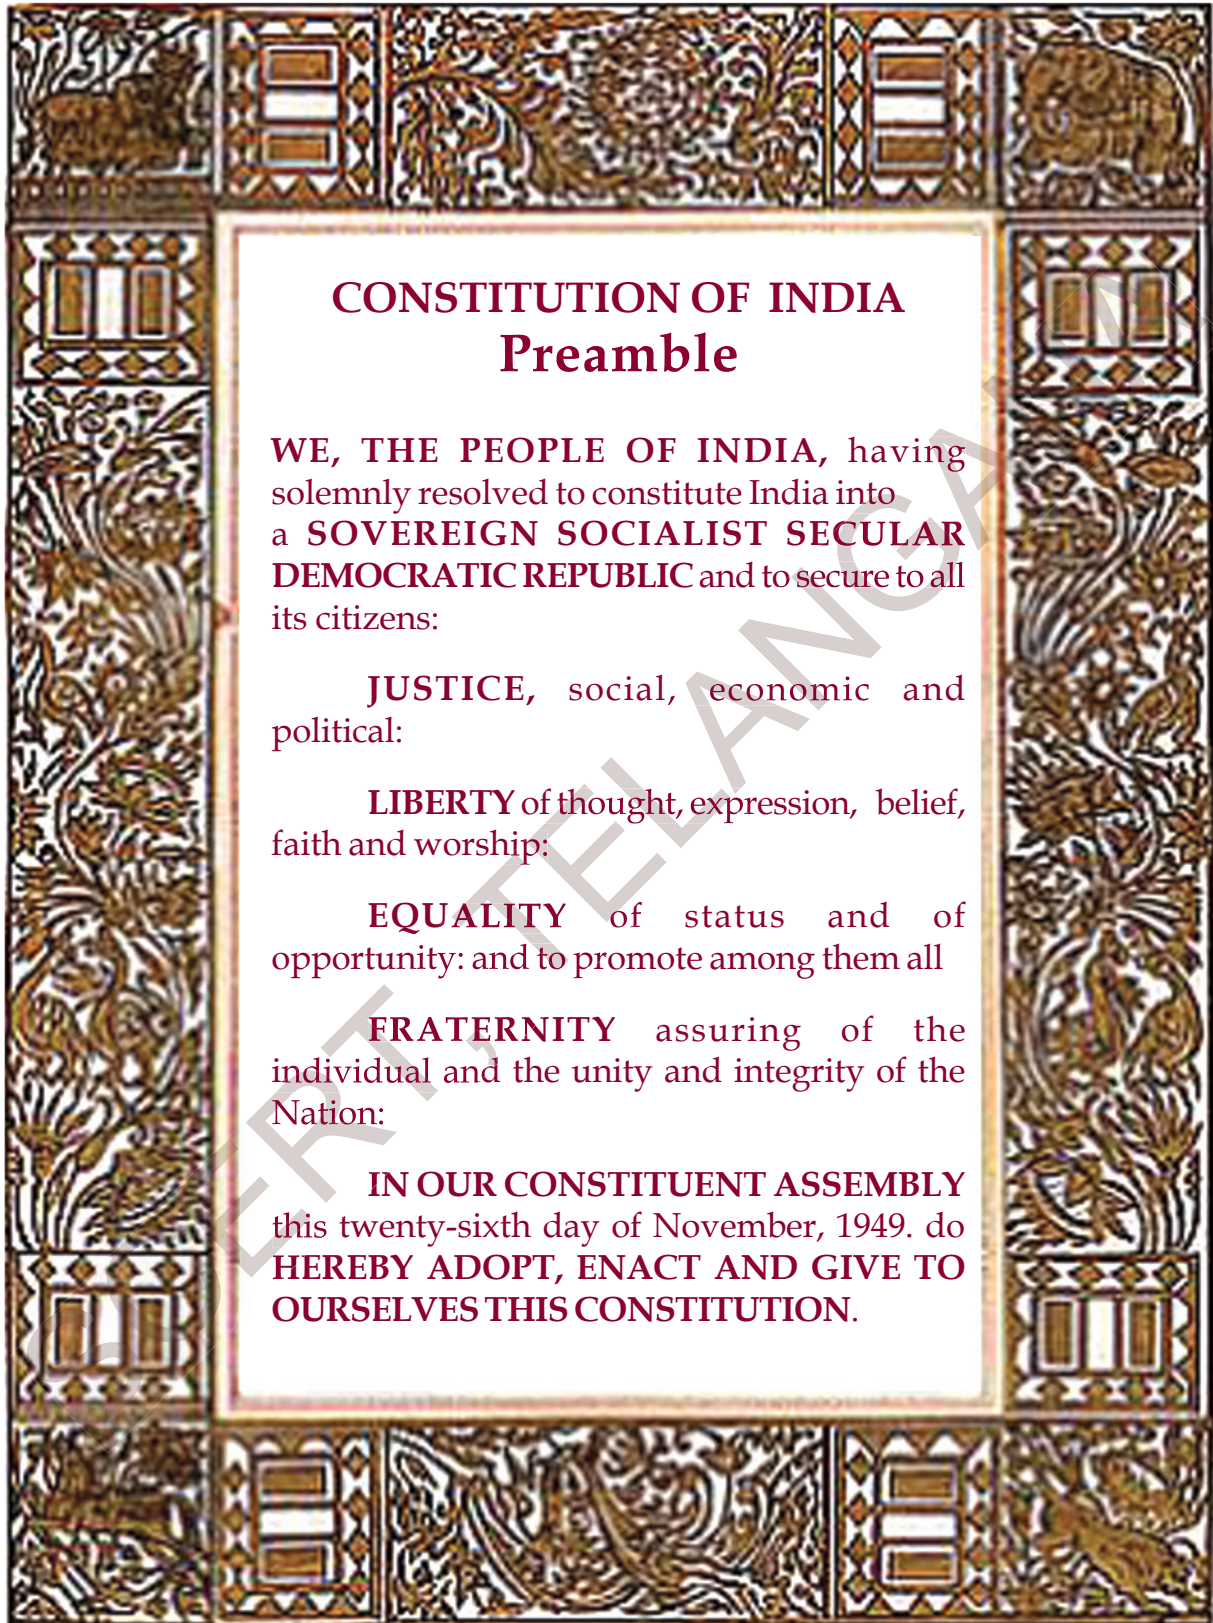 CONSTITUTION OF INDIA
Preamble
WE, THE PEOPLE OF INDIA, having
solemnly resolved to constitute India into
a SOVEREIGN SOCIALIST SECULAR
DEMOCRATIC REPUBLIC and to secure to all
its citizens:
JUSTICE, social, economic and
political:
LIBERTY of thought, expression, belief,
faith and worship:
EQUALITY of status and of
opportunity: and to promote among them all
FRATERNITY assuring of the
individual and the unity and integrity of the
Nation:
IN OUR CONSTITUENT ASSEMBLY
this twenty-sixth day of November, 1949. do
HEREBY ADOPT, ENACT AND GIVE TO
OURSELVES THIS CONSTITUTION.
SCERT, TELANGANA